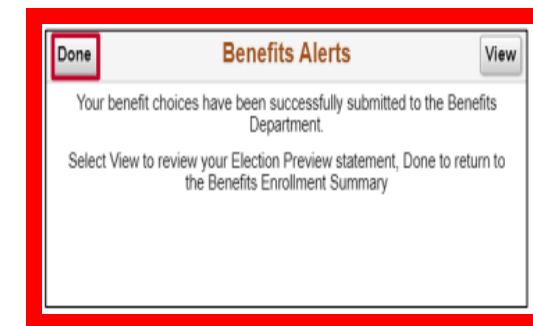 Done Benefits Alerts View
Your benefit choices have been successfully submitted to the Benefits
Department.
Select View to review your Election Preview statement, Done to return to
the Benefits Enrollment Summary